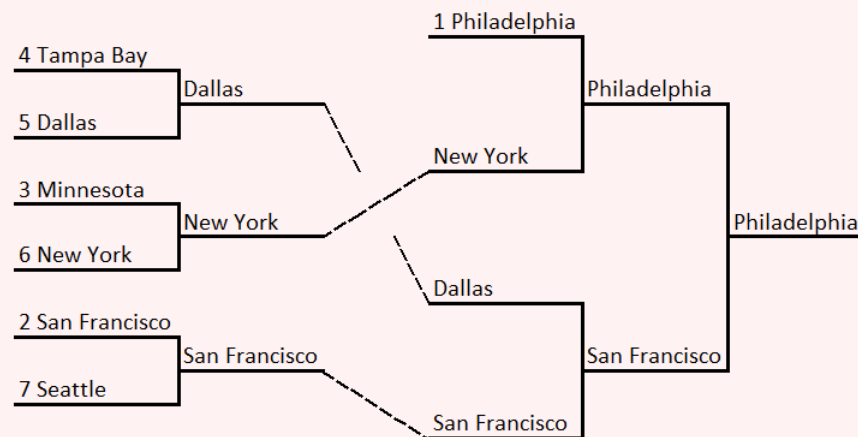 1 Philadelphia
4 Tampa Bay
Dallas
Philadelphia
5 Dallas
New York
3 Minnesota
New York
Philadelphia
6 New York
Dallas
2 San Francisco
San Francisco
San Francisco
7 Seattle
San Francisco